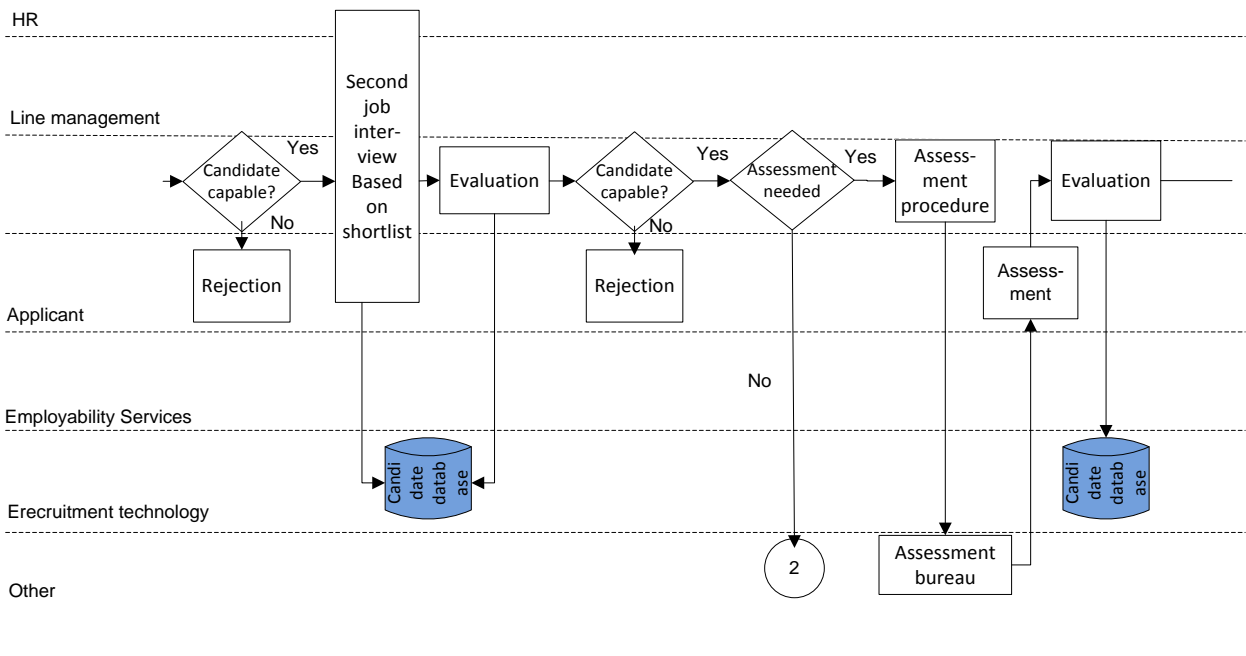 HR
Line management
Applicant
Employability Services
Erecruitment technology
Other
Candidate
capable?
Yes
No
Rejection
Second
job
inter-
view
Based
on
shortlist
Evaluation
Candidate
capable?
Yes
No
Rejection
Assessment
needed
Yes
No
2
Assess-
ment
procedure
Assessment
bureau
Assess-
ment
Evaluation
Candi
date
datab
ase
Candi
date
datab
ase